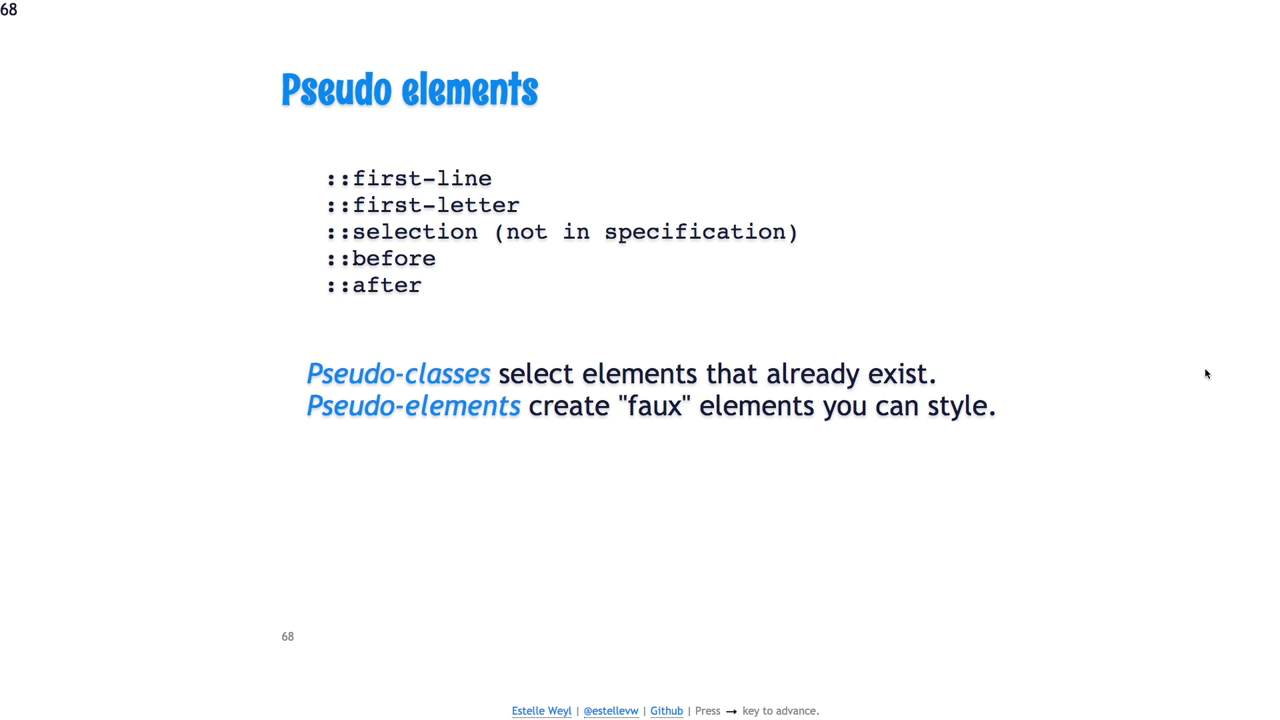 68
Pseudo elements
::first-line
::first-letter
::selection (not in specification)
::before
::after
Pseudo-classes select elements that already exist.
Pseudo-elements create "faux" elements you can style.
68
Estelle Weyl | @estellevw | Github | Press → key to advance.